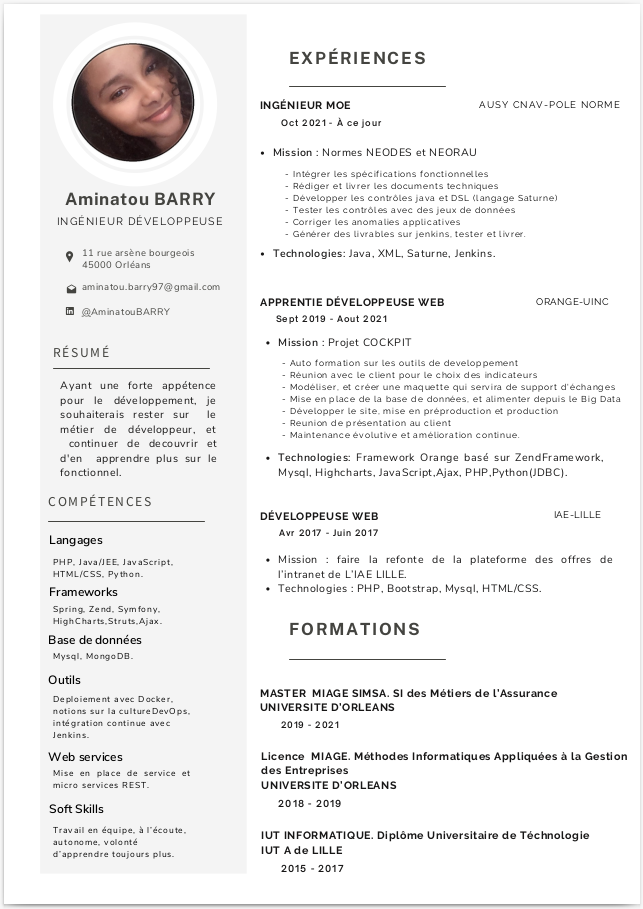 Aminatou BARRY
INGÉNIEUR DÉVELOPPEUSE
11 rue arsène bourgeois
45000 Orléans
aminatou.barry97@gmail.com
@AminatouBARRY
RÉSUMÉ
Ayant une forte appétence
pour le développement, je
souhaiterais rester sur le
métier de développeur, et
continuer de decouvrir et
d'en apprendre plus sur le
fonctionnel.
COMPÉTENCES
Langages
PHP, Java/JEE, JavaScript,
HTML/CSS, Python.
Frameworks
Spring, Zend, Symfony,
HighCharts,Struts,Ajax.
Base de données
Mysql, MongoDB.
Outils
Deploiement avec Docker,
notions sur la cultureDevOps,
intégration continue avec
Jenkins.
Web services
Mise en place de service et
micro services REST.
Soft Skills
Travail en équipe, à l'écoute,
autonome, volonté
d'apprendre toujours plus.
EXPÉRIENCES
INGÉNIEUR MOE
AUSY CNAV-POLE NORME
Oct 2021 - À ce jour
• Mission : Normes NEODES et NEORAU
- Intégrer les spécifications fonctionnelles
- Rédiger et livrer les documents techniques
- Développer les contrôles java et DSL (langage Saturne)
- Tester les contrôles avec des jeux de données
- Corriger les anomalies applicatives
- Générer des livrables sur jenkins, tester et livrer.
• Technologies: Java, XML, Saturne, Jenkins.
APPRENTIE DÉVELOPPEUSE WEB
ORANGE-UINC
Sept 2019 - Aout 2021
• Mission : Projet COCKPIT
- Auto formation sur les outils de developpement
- Réunion avec le client pour le choix des indicateurs
- Modéliser, et créer une maquette qui servira de support d'échanges
- Mise en place de la base de données, et alimenter depuis le Big Data
- Développer le site, mise en préproduction et production
- Reunion de présentation au client
- Maintenance évolutive et amélioration continue.
• Technologies: Framework Orange basé sur ZendFramework,
Mysql, Highcharts, JavaScript,Ajax, PHP,Python(JDBC).
DÉVELOPPEUSE WEB
IAE-LILLE
Avr 2017 - Juin 2017
• Mission : faire la refonte de la plateforme des offres de
l'intranet de L'IAE LILLE.
• Technologies : PHP, Bootstrap, Mysql, HTML/CSS.
FORMATIONS
MASTER MIAGE SIMSA. SI des Métiers de l'Assurance
UNIVERSITE D'ORLEANS
2019 - 2021
Licence MIAGE. Méthodes Informatiques Appliquées à la Gestion
des Entreprises
UNIVERSITE D'ORLEANS
2018 - 2019
IUT INFORMATIQUE. Diplôme Universitaire de Téchnologie
IUT A de LILLE
2015 - 2017